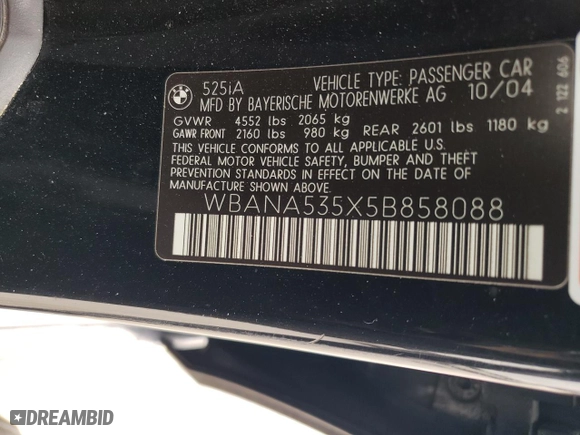 525iA VEHICLE TYPE: PASSENGER CAR
MFD BY BAYERISCHE MOTORENWERKE AG 10/04
GVWR 4552 lbs 2065 kg
GAWR FRONT 2160 lbs 980 kg REAR 2601 lbs 1180 kg
THIS VEHICLE CONFORMS TO ALL APPLICABLE U.S.
FEDERAL MOTOR VEHICLE SAFETY, BUMPER AND THEFT
PREVENTION STANDARDS IN EFFECT ON THE DATE OF
MANUFACTURE SHOWN ABOVE.
WBANA535X5B858088
2 122 606
DREAMBID